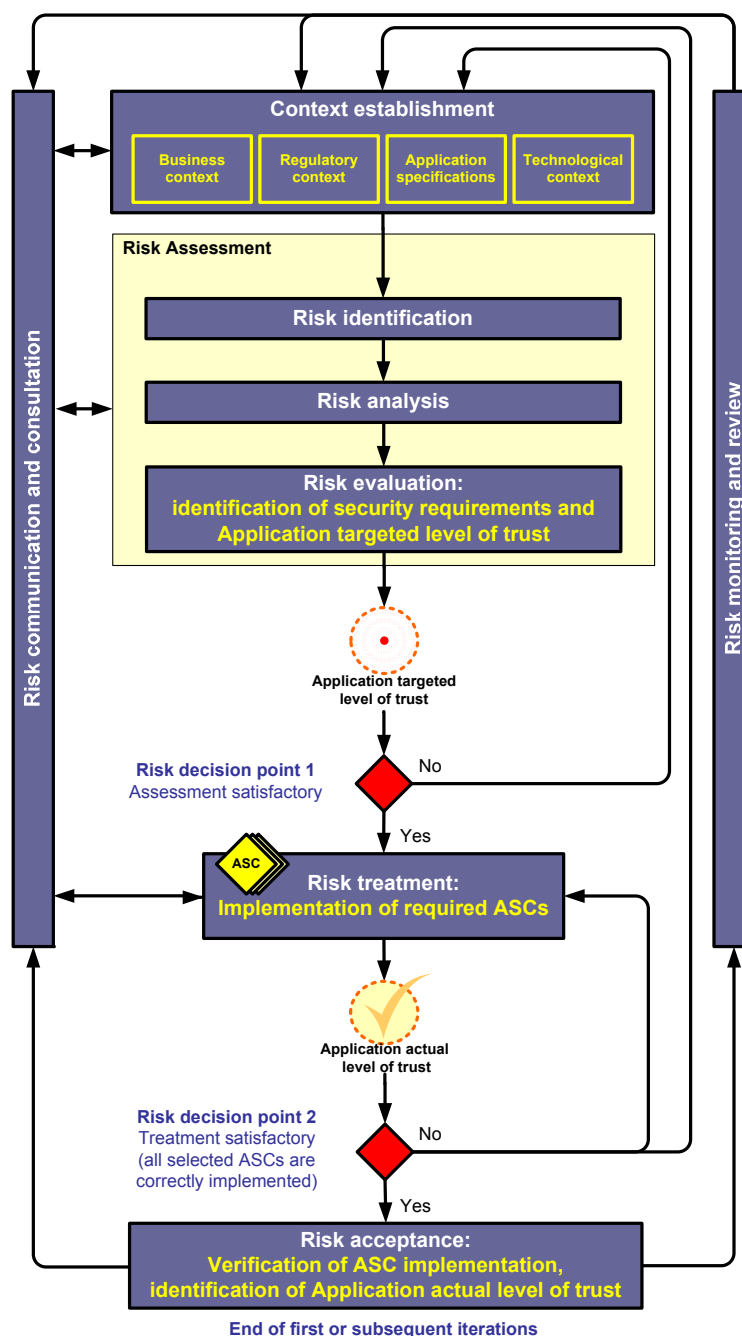 Context establishment
Business
context
Regulatory
context
Application
specifications
Technological
context
Risk Assessment
Risk identification
Risk analysis
Risk evaluation:
identification of security requirements and
Application targeted level of trust
Risk communication and consultation
Risk monitoring and review
Application targeted
level of trust
Risk decision point 1
Assessment satisfactory
No
Yes
ASC
Risk treatment:
Implementation of required ASCs
Application actual
level of trust
Risk decision point 2
Treatment satisfactory
(all selected ASCs are
correctly implemented)
No
Yes
Risk acceptance:
Verification of ASC implementation,
identification of Application actual level of trust
End of first or subsequent iterations